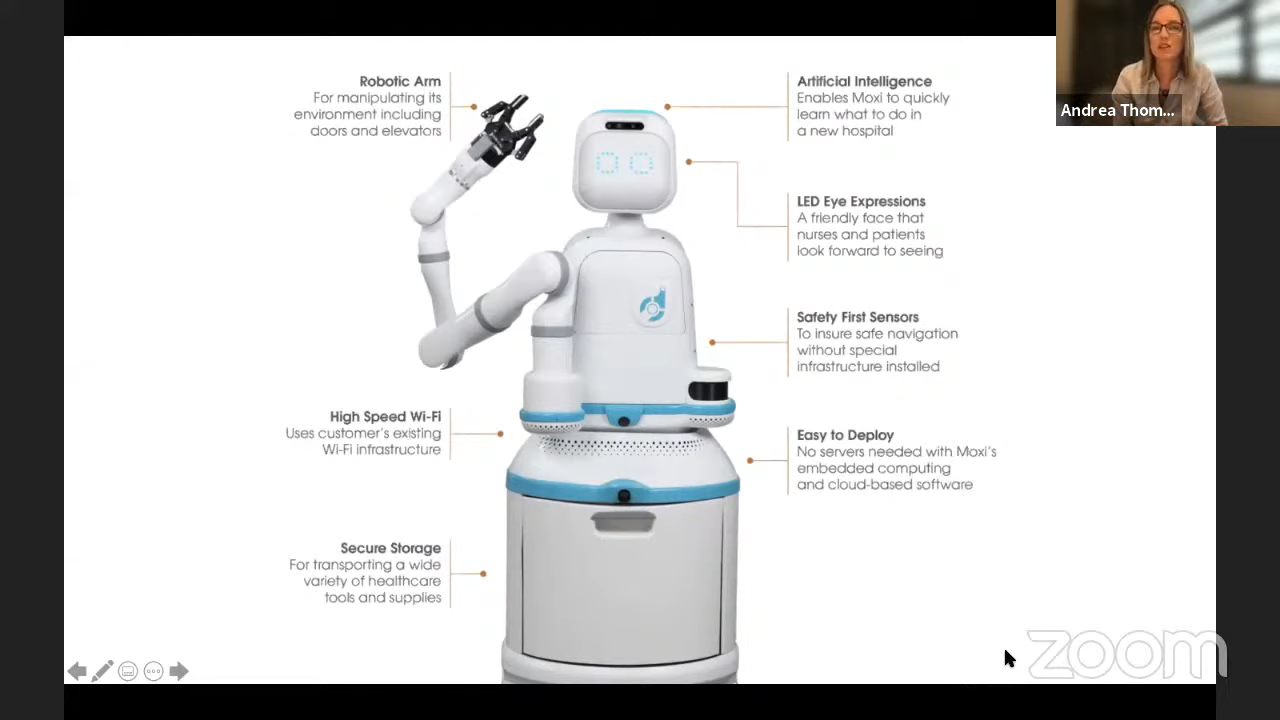 Robotic Arm
For manipulating its
environment including
doors and elevators
High Speed Wi-Fi
Uses customer's existing
Wi-Fi infrastructure
Secure Storage
For transporting a wide
variety of healthcare
tools and supplies
Artificial Intelligence
Enables Moxi to quickly
learn what to do in
a new hospital
LED Eye Expressions
A friendly face that
nurses and patients
look forward to seeing
Safety First Sensors
To insure safe navigation
without special
infrastructure installed
Easy to Deploy
No servers needed with Moxi's
embedded computing
and cloud-based software
Andrea Thom...
zoom